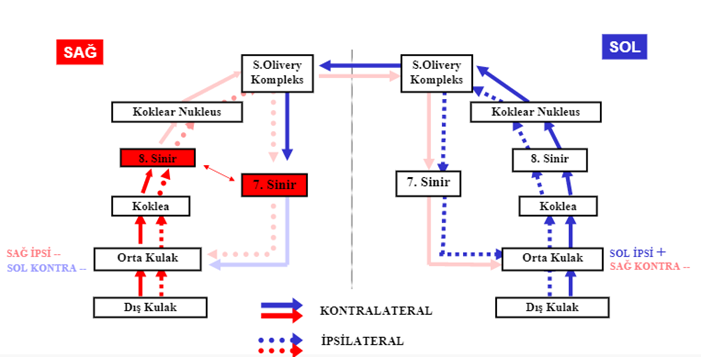 SAĞ
SOL
S.Olivery
Kompleks
S.Olivery
Kompleks
Koklear Nukleus
Koklear Nukleus
8. Sinir
8. Sinir
7. Sinir
7. Sinir
Koklea
Koklea
SAĞ İPSİ --
SOL KONTRA --
Orta Kulak
Orta Kulak
SOL İPSİ +
SAĞ KONTRA --
Dış Kulak
Dış Kulak
KONTRALATERAL
İPSİLATERAL